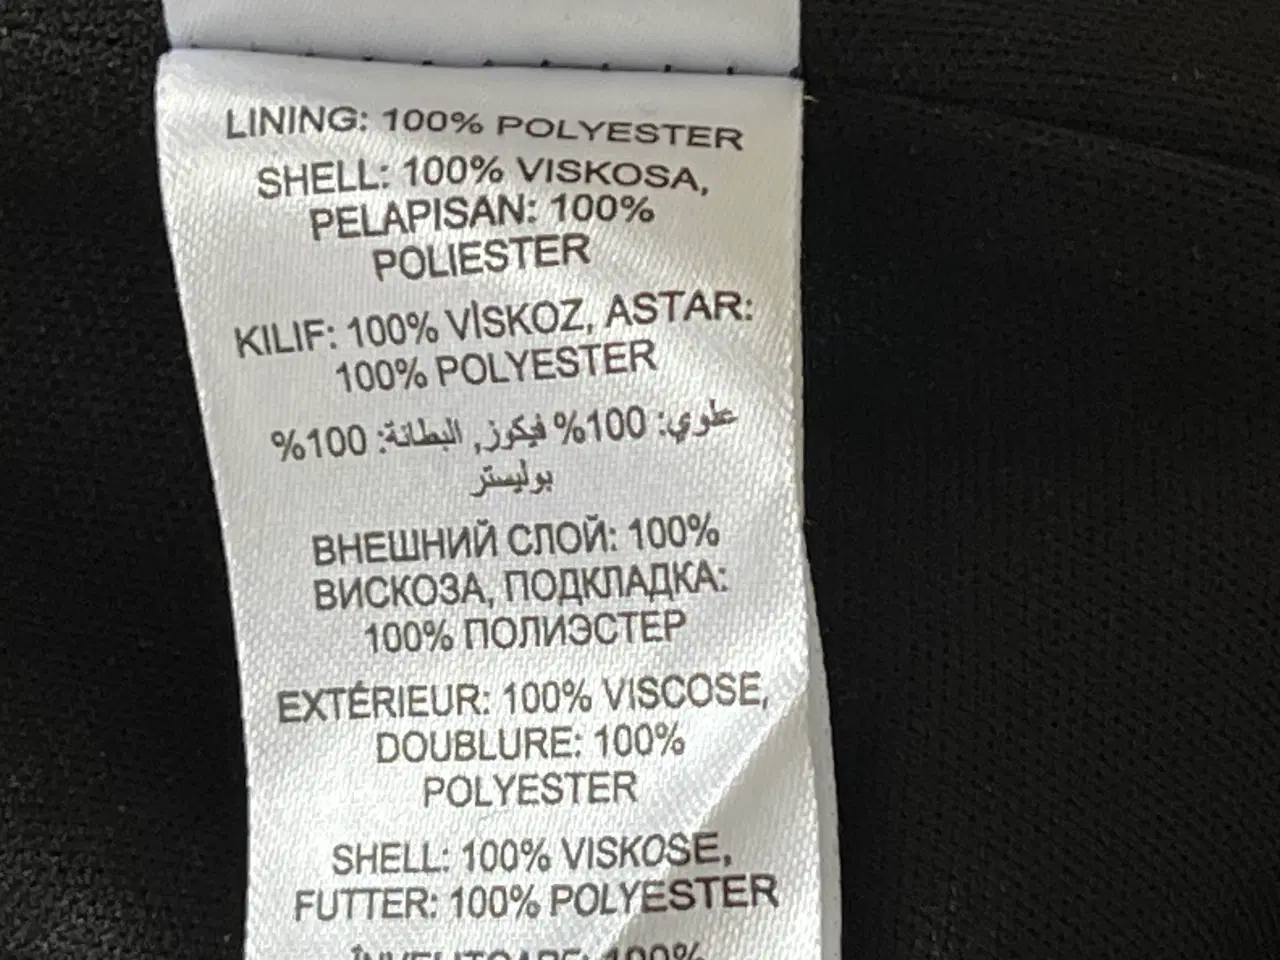 LINING: 100% POLYESTER
SHELL: 100% VISKOSA,
PELAPISAN: 100%
POLIESTER
KILIF: 100% VİSKOZ, ASTAR:
100% POLYESTER
علوي: 100% فيكوز, البطانة: 100%
بوليستر
ВНЕШНИЙ СЛОЙ: 100%
ВИСКОЗА, ПОДКЛАДКА:
100% ПОЛИЭСТЕР
EXTÉRIEUR: 100% VISCOSE,
DOUBLURE: 100%
POLYESTER
SHELL: 100% VISKOSE,
FUTTER: 100% POLYESTER
100%